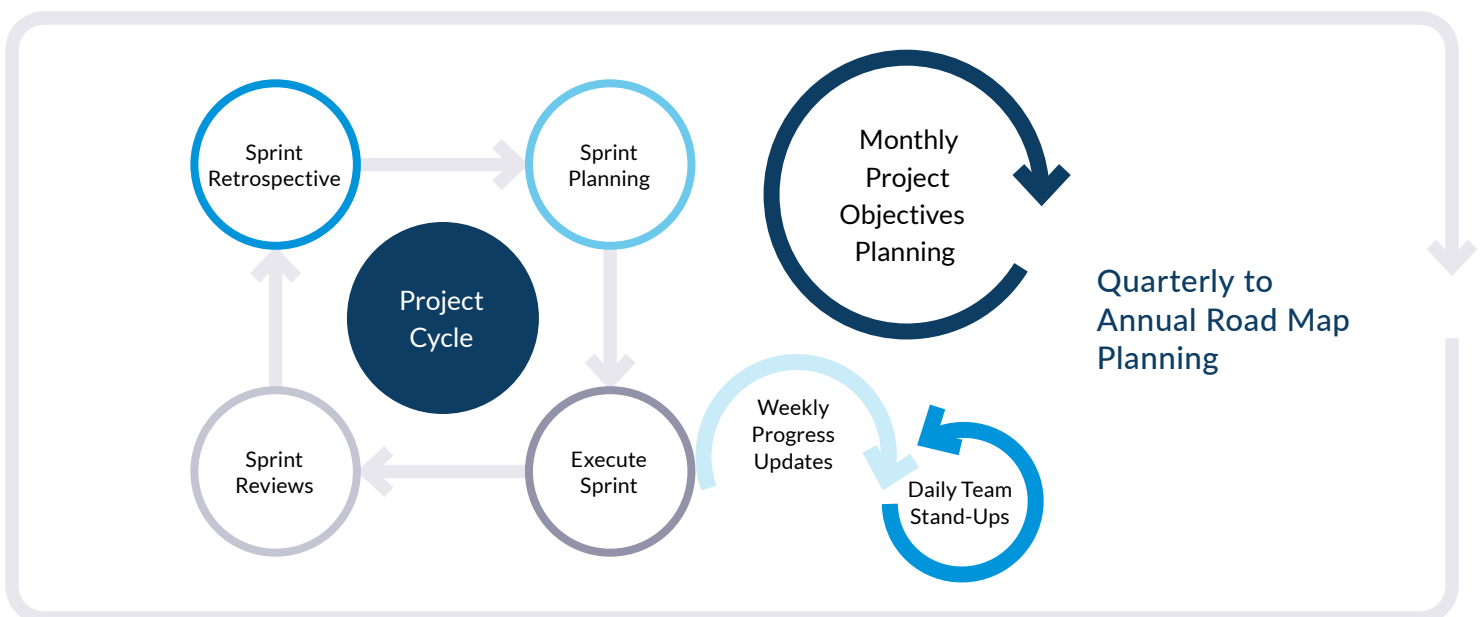 Sprint
Retrospective
Sprint
Planning
Project
Cycle
Sprint
Reviews
Execute
Sprint
Monthly
Project
Objectives
Planning
Weekly
Progress
Updates
Daily Team
Stand-Ups
Quarterly to
Annual Road Map
Planning